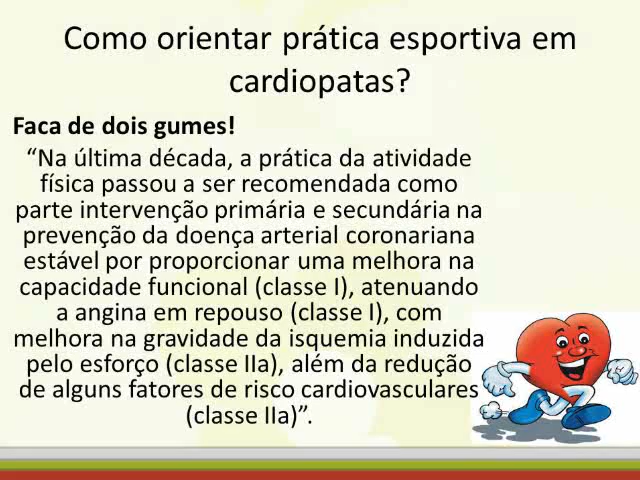 Como orientar prática esportiva em
cardiopatas?
Faca de dois gumes!
“Na última década, a prática da atividade
física passou a ser recomendada como
parte intervenção primária e secundária na
prevenção da doença arterial coronariana
estável por proporcionar uma melhora na
capacidade funcional (classe I), atenuando
a angina em repouso (classe I), com
melhora na gravidade da isquemia induzida
pelo esforço (classe IIa), além da redução
de alguns fatores de risco cardiovasculares
(classe IIa)”.